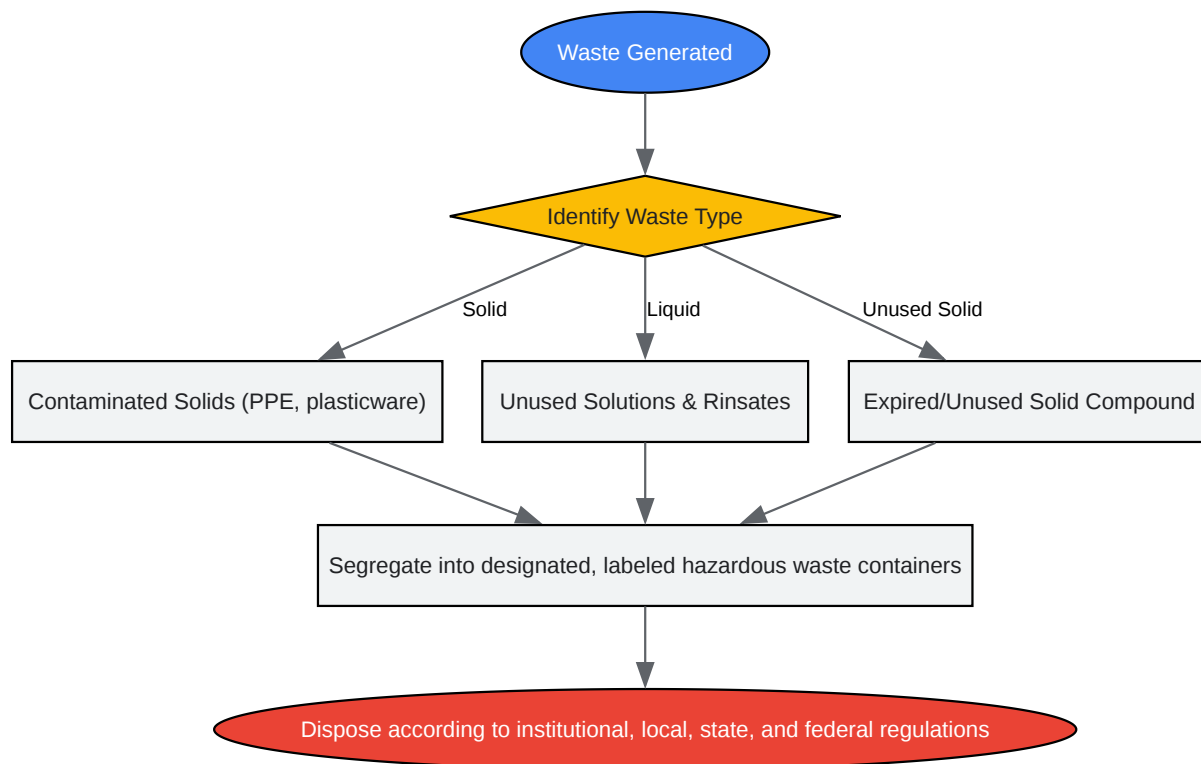 Waste Generated
Identify Waste Type
Solid
Liquid
Unused Solid
Contaminated Solids (PPE, plasticware)
Unused Solutions & Rinsates
Expired/Unused Solid Compound
Segregate into designated, labeled hazardous waste containers
Dispose according to institutional, local, state, and federal regulations